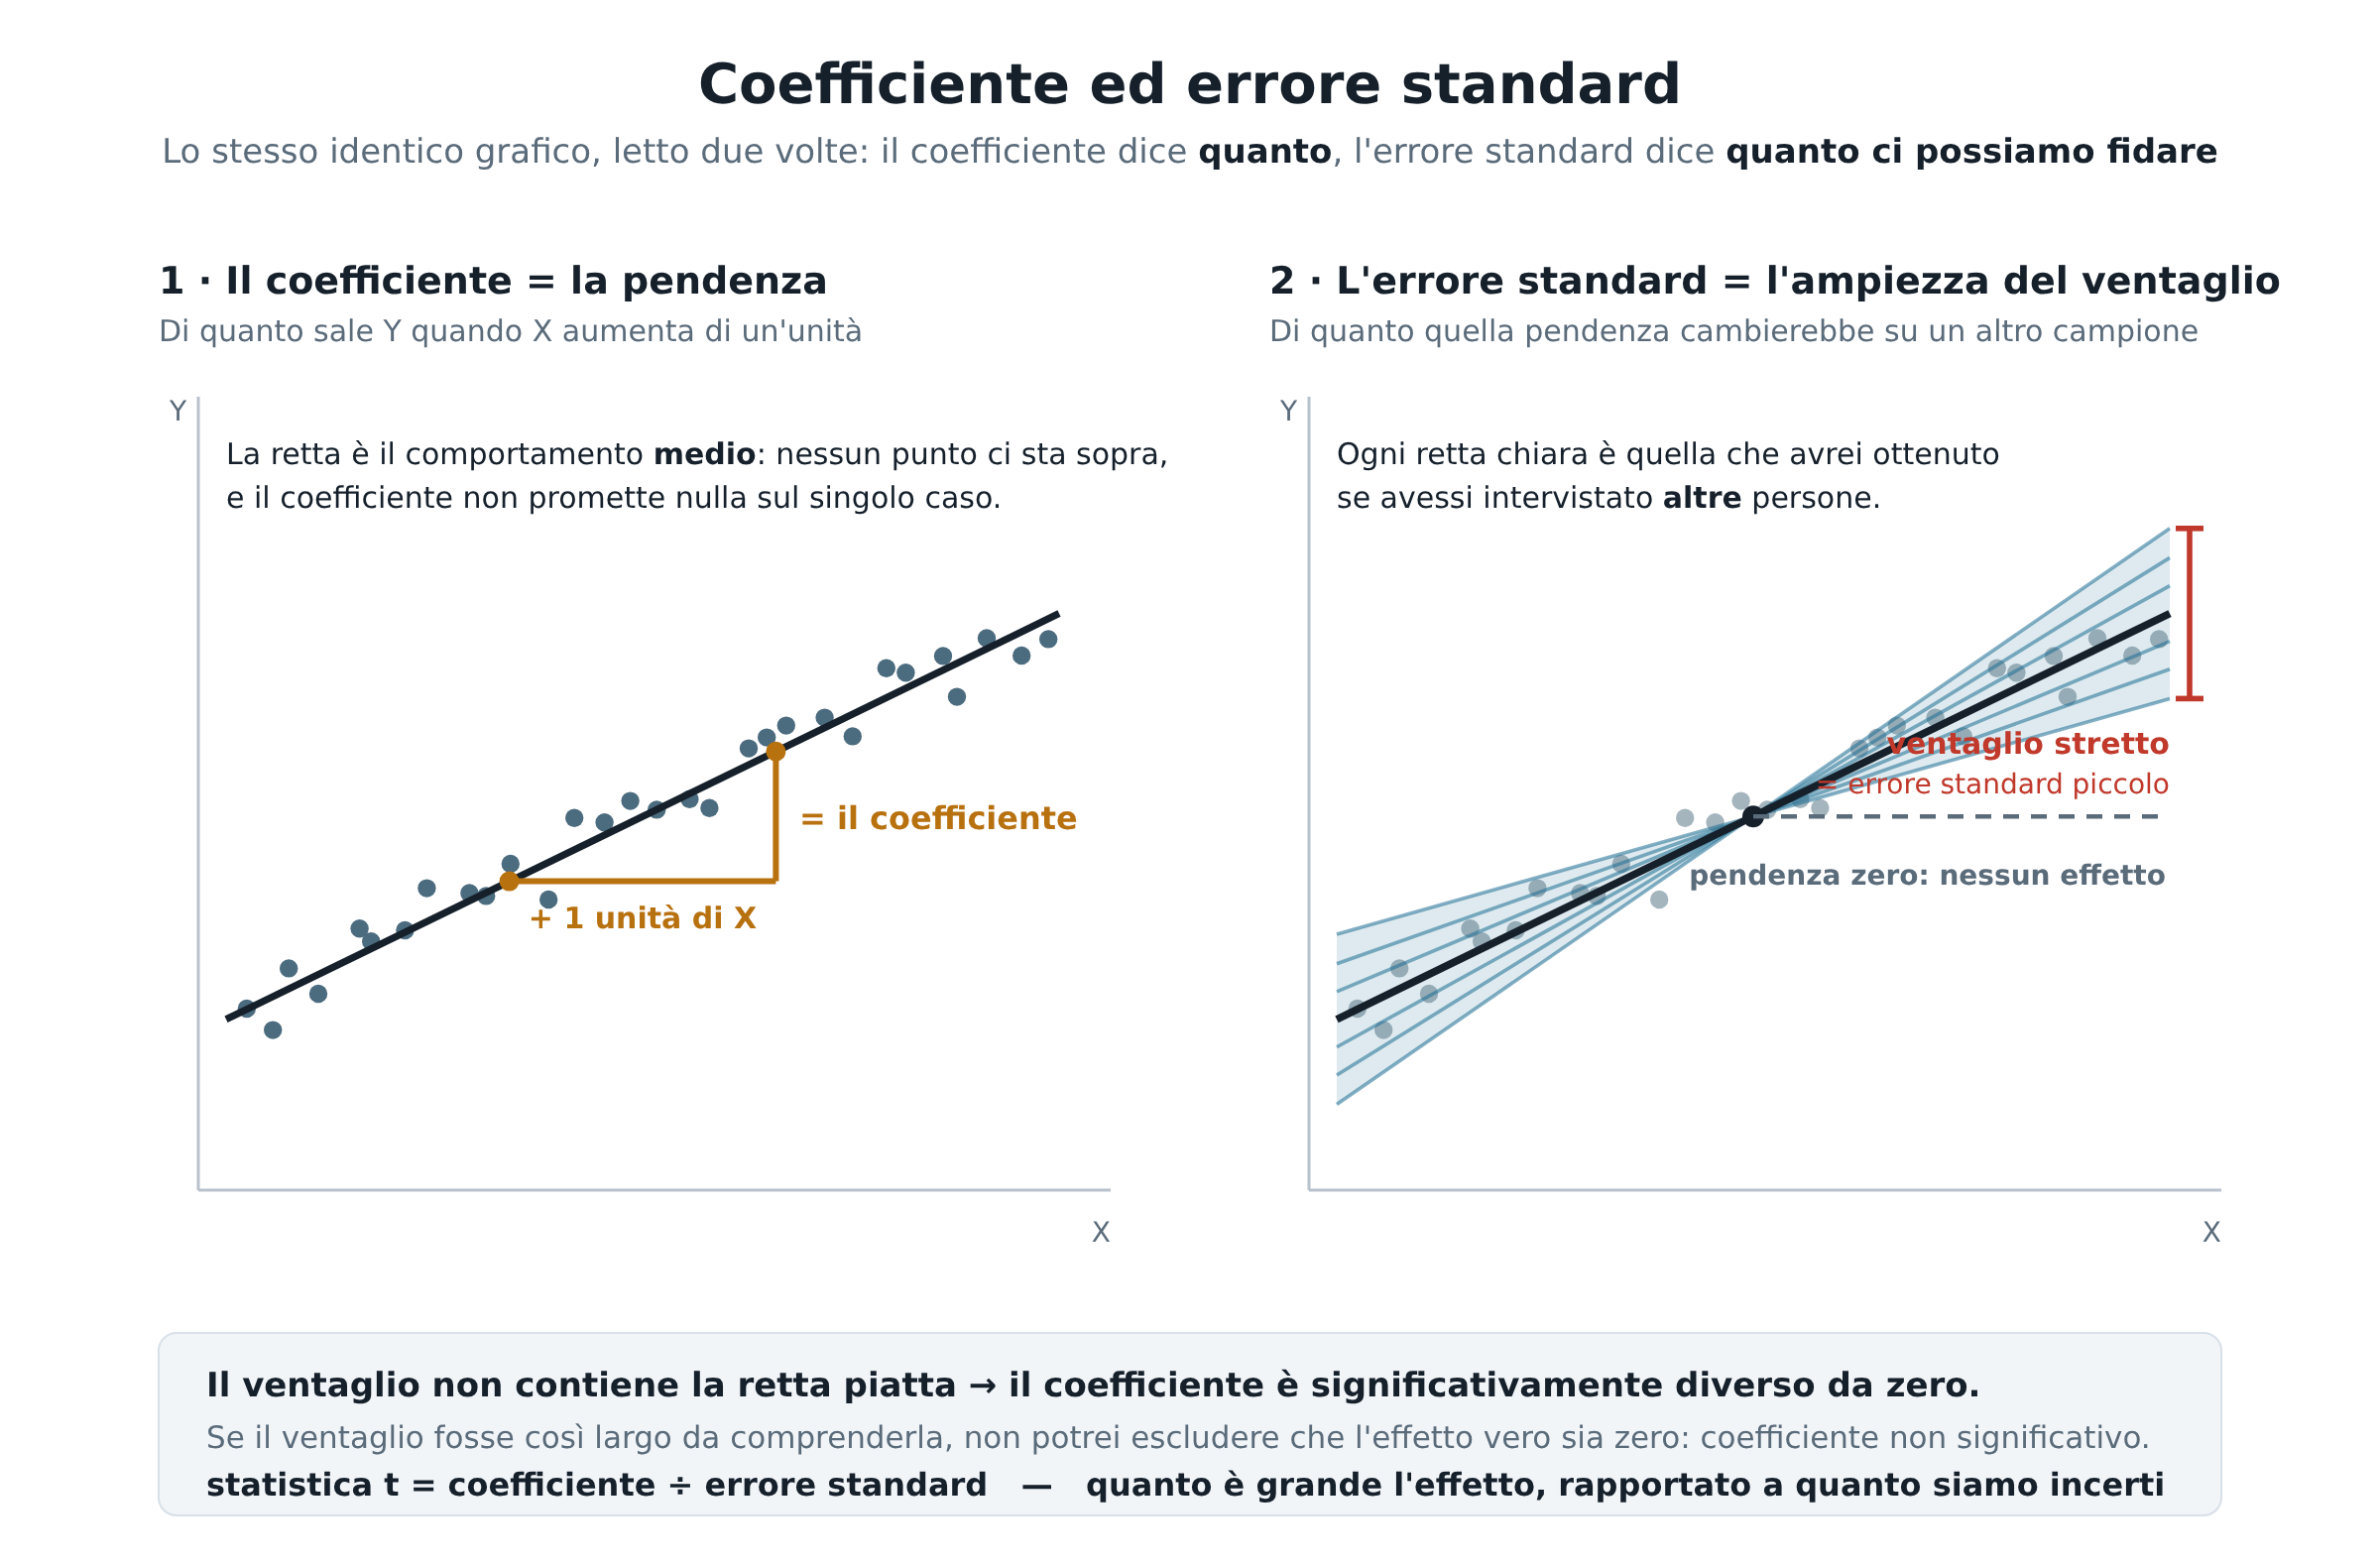 Coefficiente ed errore standard
Lo stesso identico grafico, letto due volte: il coefficiente dice quanto, l'errore standard dice quanto ci possiamo fidare
1 · Il coefficiente = la pendenza
Di quanto sale Y quando X aumenta di un'unità
Y
La retta è il comportamento medio: nessun punto ci sta sopra,
e il coefficiente non promette nulla sul singolo caso.
= il coefficiente
+ 1 unità di X
X
2 · L'errore standard = l'ampiezza del ventaglio
Di quanto quella pendenza cambierebbe su un altro campione
Y
Ogni retta chiara è quella che avrei ottenuto
se avessi intervistato altre persone.
ventaglio stretto
= errore standard piccolo
pendenza zero: nessun effetto
X
Il ventaglio non contiene la retta piatta → il coefficiente è significativamente diverso da zero.
Se il ventaglio fosse così largo da comprenderla, non potrei escludere che l'effetto vero sia zero: coefficiente non significativo.
statistica t = coefficiente ÷ errore standard — quanto è grande l'effetto, rapportato a quanto siamo incerti